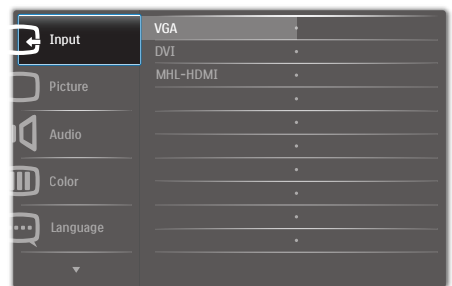 Input
Picture
Audio
Color
Language
VGA
DVI
MHL-HDMI